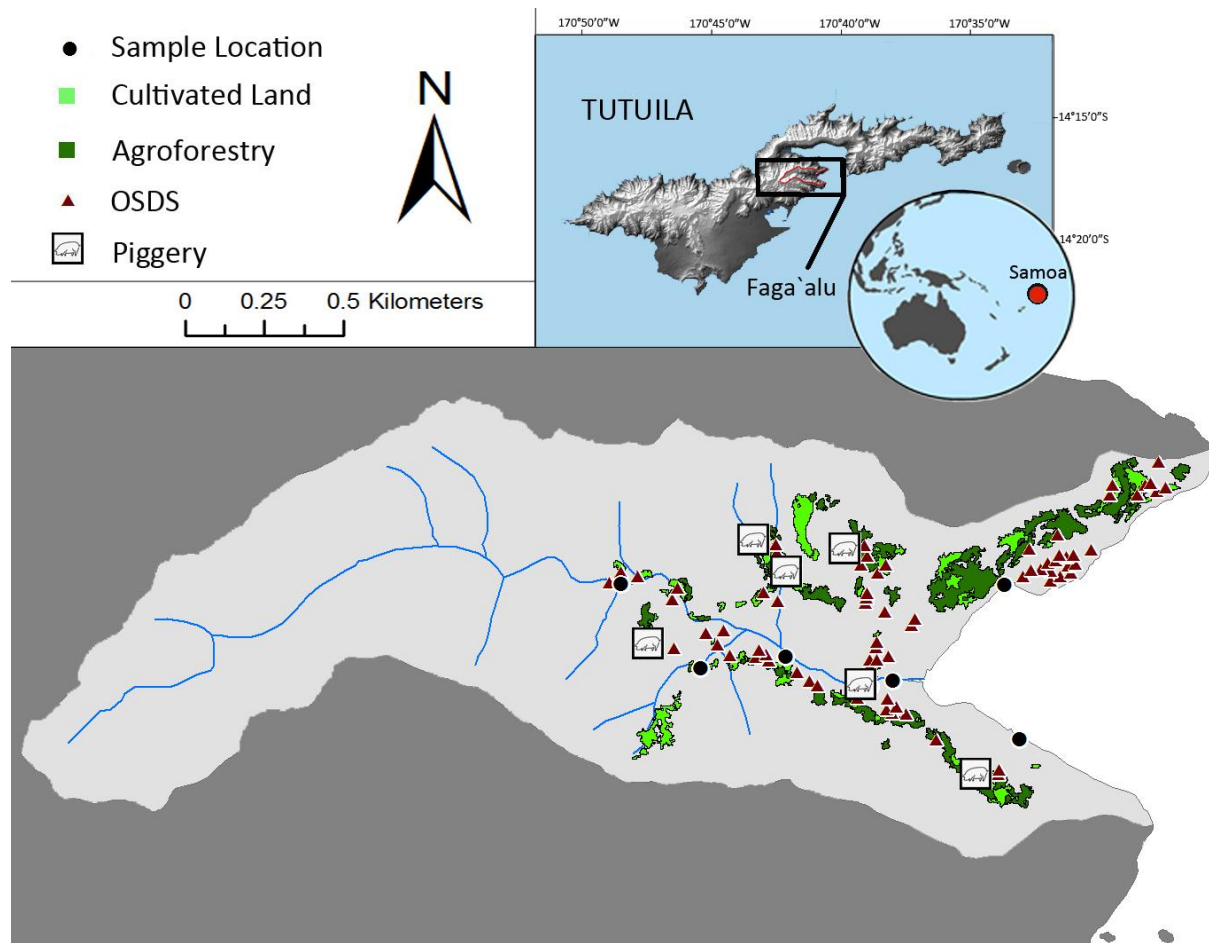 Sample Location
Cultivated Land
Agroforestry
OSDS
Piggery
N
0 0.25 0.5 Kilometers
170°50'0"W 170°45'0"W 170°40'0"W 170°35'0"W
TUTUILA
14°15'0"S
14°20'0"S
Faga`alu
Samoa